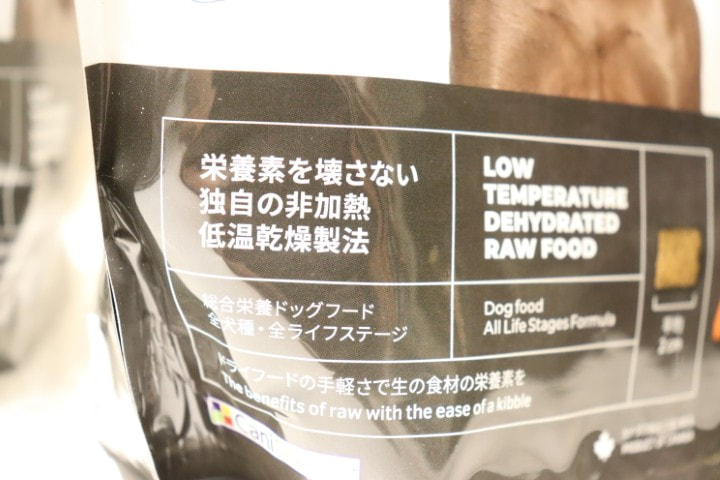 栄養素を壊さない
独自の非加熱
低温乾燥製法
LOW
TEMPERATURE
DEHYDRATED
RAW FOOD
総合栄養ドッグフード
全犬種・全ライフステージ
Dog food
All Life Stages Formula
ドライフードの手軽さで生の食材の栄養素を
The benefits of raw with the ease of a kibble
Cani